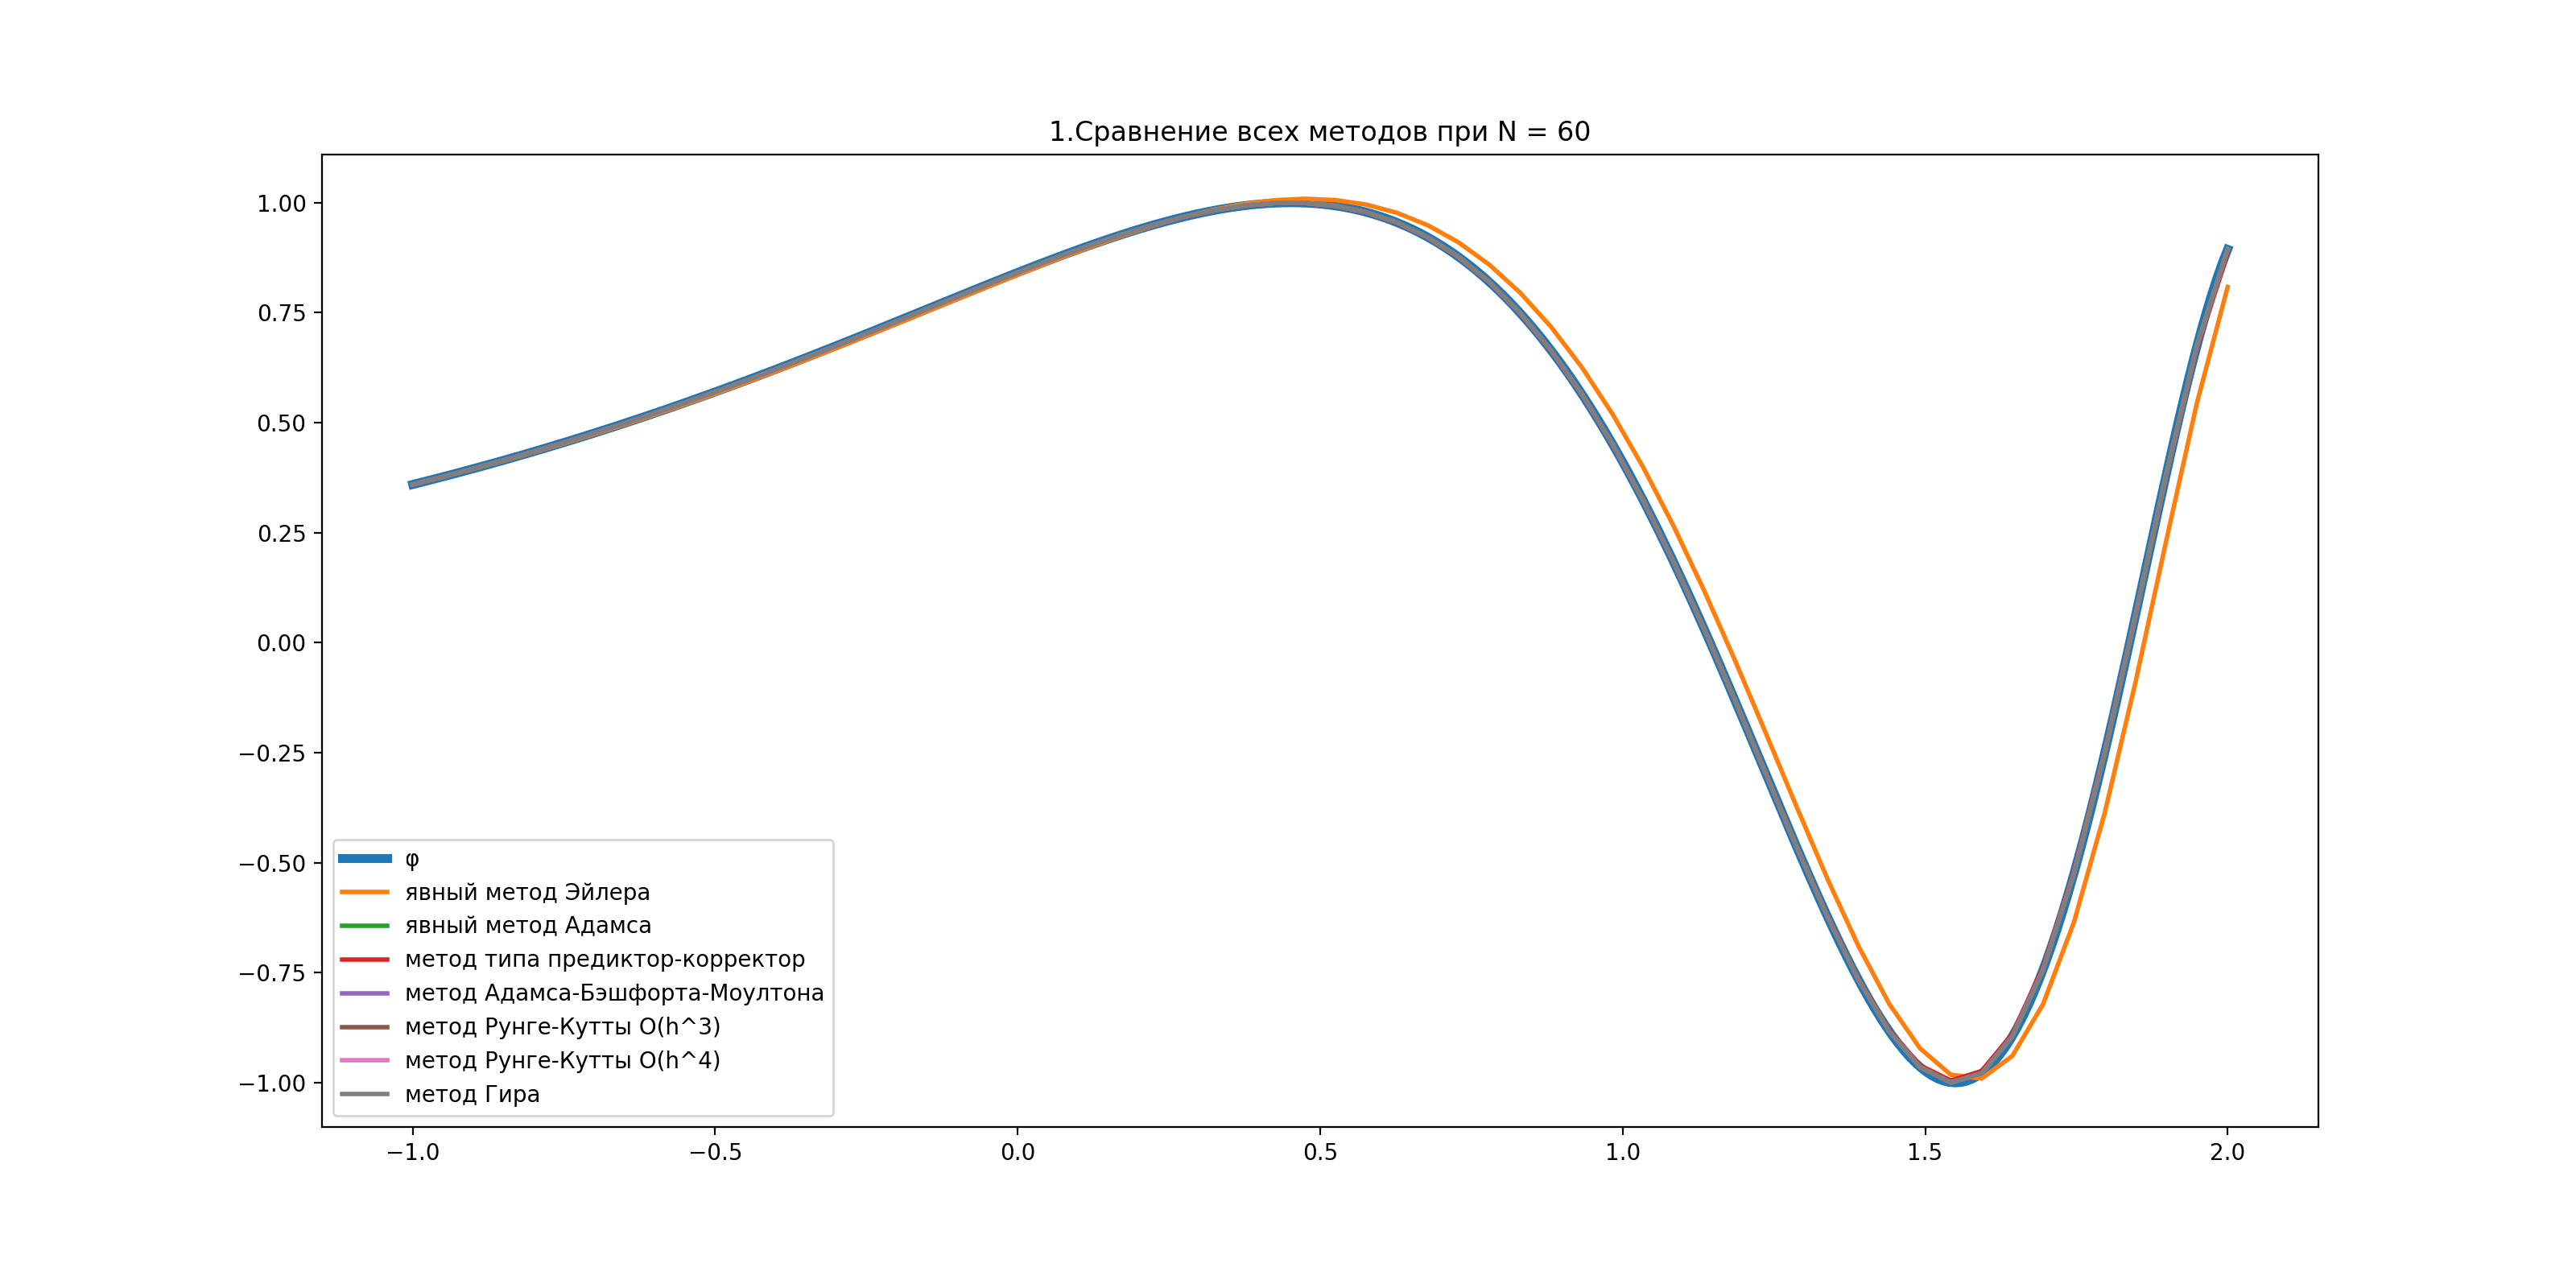 1.Сравнение всех методов при N = 60
1.00
0.75
0.50
0.25
0.00
−0.25
−0.50
−0.75
−1.00
φ
явный метод Эйлера
явный метод Адамса
метод типа предиктор-корректор
метод Адамса-Бэшфорта-Моултона
метод Рунге-Кутты O(h^3)
метод Рунге-Кутты O(h^4)
метод Гира
−1.0 −0.5 0.0 0.5 1.0 1.5 2.0